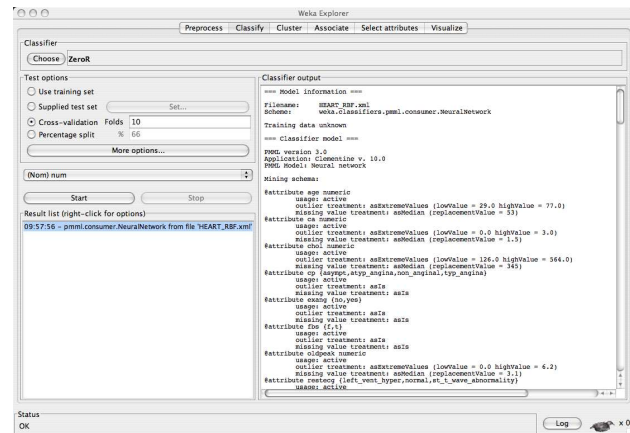 Weka Explorer
Preprocess Classify Cluster Associate Select attributes Visualize
Classifier
Choose ZeroR
Test options
Use training set
Supplied test set Set...
Cross-validation Folds 10
Percentage split % 66
More options...
(Nom) num
Start Stop
Result list (right-click for options)
09:57:56 - pmml.consumer.NeuralNetwork from file 'HEART_RBF.xml'
Classifier output
=== Model information ===
Filename: HEART_RBF.xml
Scheme: weka.classifiers.pmml.consumer.NeuralNetwork
Training data unknown
=== Classifier model ===
PMML version 3.0
Application: Clementine v. 10.0
PMML Model: Neural network
Mining schema:
@attribute age numeric
usage: active
outlier treatment: asExtremeValues (lowValue = 29.0 highValue = 77.0)
missing value treatment: asMedian (replacementValue = 53)
@attribute ca numeric
usage: active
outlier treatment: asExtremeValues (lowValue = 0.0 highValue = 3.0)
missing value treatment: asMedian (replacementValue = 1.5)
@attribute chol numeric
usage: active
outlier treatment: asExtremeValues (lowValue = 126.0 highValue = 564.0)
missing value treatment: asMedian (replacementValue = 345)
@attribute cp {asympt,atyp_angina,non_anginal,typ_angina}
usage: active
outlier treatment: asIs
missing value treatment: asIs
@attribute exang {no,yes}
usage: active
outlier treatment: asIs
missing value treatment: asIs
@attribute fbs {f,t}
usage: active
outlier treatment: asIs
missing value treatment: asIs
@attribute oldpeak numeric
usage: active
outlier treatment: asExtremeValues (lowValue = 0.0 highValue = 6.2)
missing value treatment: asMedian (replacementValue = 3.1)
@attribute restecg {left_vent_hyper,normal,st_t_wave_abnormality}
usage: active
Status
OK
Log
x 0